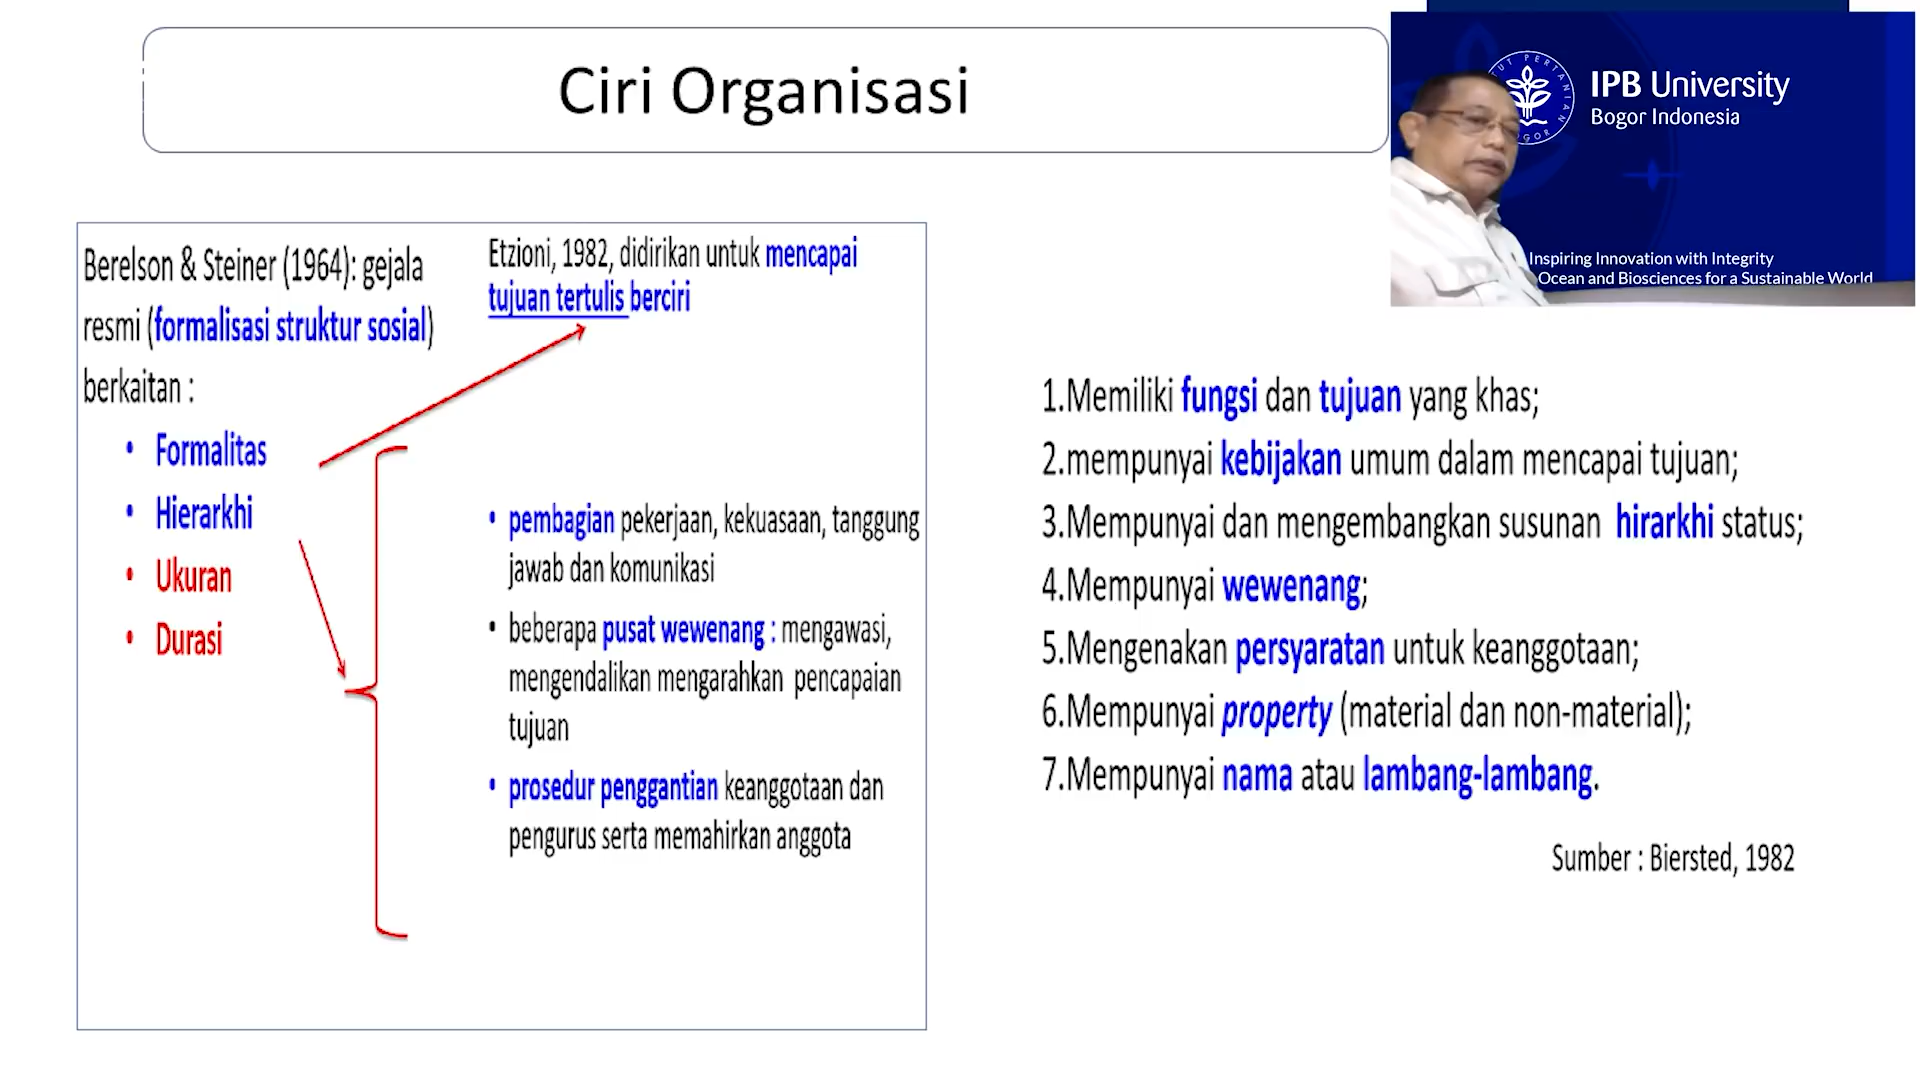 Ciri Organisasi
IPB University
Bogor Indonesia
Inspiring Innovation with Integrity
Ocean and Biosciences for a Sustainable World
Berelson & Steiner (1964): gejala
resmi (formalisasi struktur sosial)
berkaitan :
• Formalitas
• Hierarkhi
• Ukuran
• Durasi
Etzioni, 1982, didirikan untuk mencapai
tujuan tertulis berciri
• pembagian pekerjaan, kekuasaan, tanggung
jawab dan komunikasi
• beberapa pusat wewenang : mengawasi,
mengendalikan mengarahkan pencapaian
tujuan
• prosedur penggantian keanggotaan dan
pengurus serta memahirkan anggota
1.Memiliki fungsi dan tujuan yang khas;
2.mempunyai kebijakan umum dalam mencapai tujuan;
3.Mempunyai dan mengembangkan susunan hirarkhi status;
4.Mempunyai wewenang;
5.Mengenakan persyaratan untuk keanggotaan;
6.Mempunyai property (material dan non-material);
7.Mempunyai nama atau lambang-lambang.
Sumber : Biersted, 1982